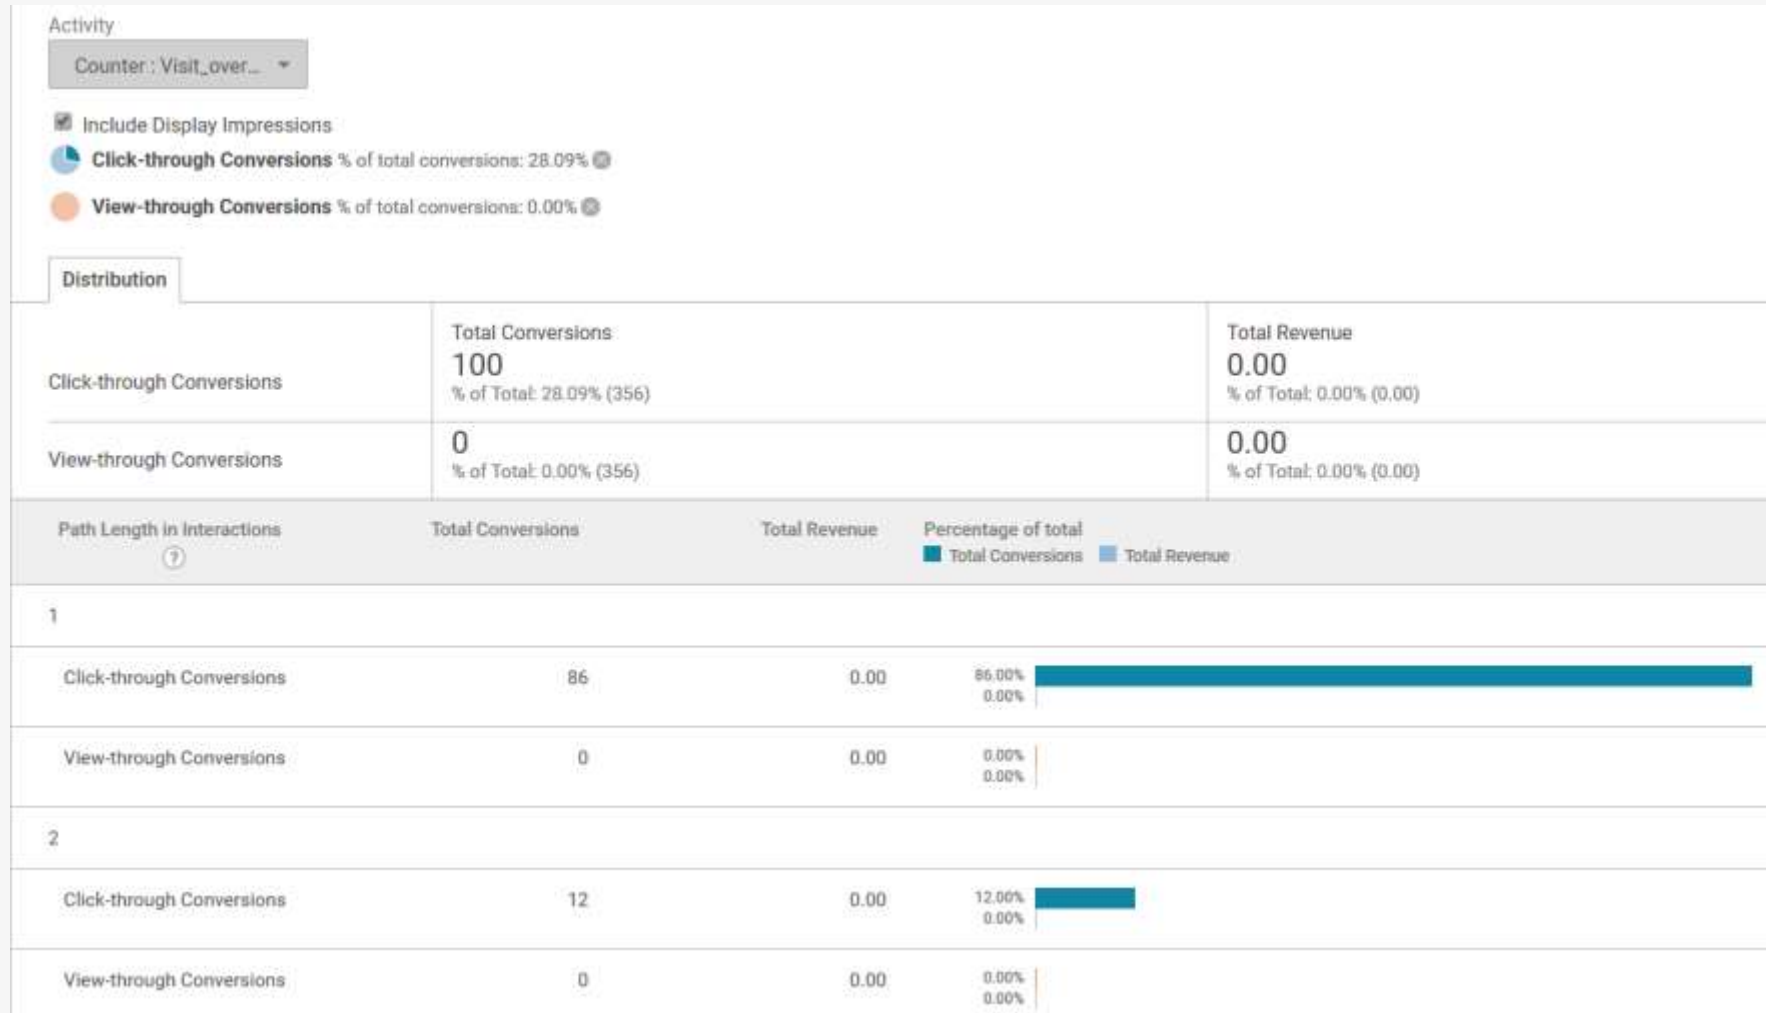 Activity
Counter : Visit_over...
Include Display Impressions
Click-through Conversions % of total conversions: 28.09%
View-through Conversions % of total conversions: 0.00%
Distribution
Total Conversions Total Revenue
Click-through Conversions 100 0.00
% of Total: 28.09% (356) % of Total: 0.00% (0.00)
View-through Conversions 0 0.00
% of Total: 0.00% (356) % of Total: 0.00% (0.00)
Path Length in Interactions Total Conversions Total Revenue Percentage of total
? Total Conversions Total Revenue
1
Click-through Conversions 86 0.00 86.00%
0.00%
View-through Conversions 0 0.00 0.00%
0.00%
2
Click-through Conversions 12 0.00 12.00%
0.00%
View-through Conversions 0 0.00 0.00%
0.00%